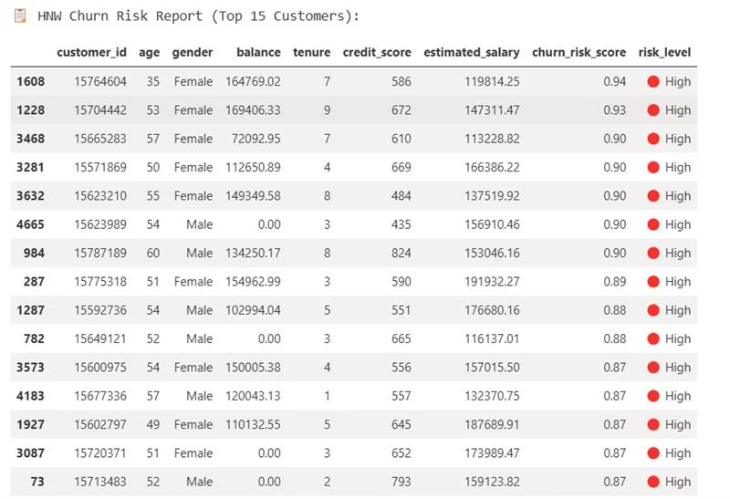 📋 HNW Churn Risk Report (Top 15 Customers):
customer_id age gender balance tenure credit_score estimated_salary churn_risk_score risk_level
1608 15764604 35 Female 164769.02 7 586 119814.25 0.94 🔴 High
1228 15704442 53 Female 169406.33 9 672 147311.47 0.93 🔴 High
3468 15665283 57 Female 72092.95 7 610 113228.82 0.90 🔴 High
3281 15571869 50 Female 112650.89 4 669 166386.22 0.90 🔴 High
3632 15623210 55 Female 149349.58 8 484 137519.92 0.90 🔴 High
4665 15623989 54 Male 0.00 3 435 156910.46 0.90 🔴 High
984 15787189 60 Male 134250.17 8 824 153046.16 0.90 🔴 High
287 15775318 51 Female 154962.99 3 590 191932.27 0.89 🔴 High
1287 15592736 54 Male 102994.04 5 551 176680.16 0.88 🔴 High
782 15649121 52 Male 0.00 3 665 116137.01 0.88 🔴 High
3573 15600975 54 Female 150005.38 4 556 157015.50 0.87 🔴 High
4183 15677336 57 Male 120043.13 1 557 132370.75 0.87 🔴 High
1927 15602797 49 Female 110132.55 5 645 187689.91 0.87 🔴 High
3087 15720371 51 Female 0.00 3 652 173989.47 0.87 🔴 High
73 15713483 52 Male 0.00 2 793 159123.82 0.87 🔴 High